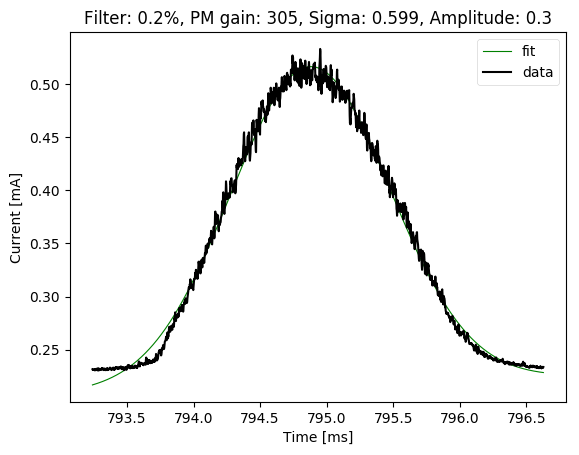 Filter: 0.2%, PM gain: 305, Sigma: 0.599, Amplitude: 0.3
fit
data
Current [mA]
0.50
0.45
0.40
0.35
0.30
0.25
793.5 794.0 794.5 795.0 795.5 796.0 796.5
Time [ms]